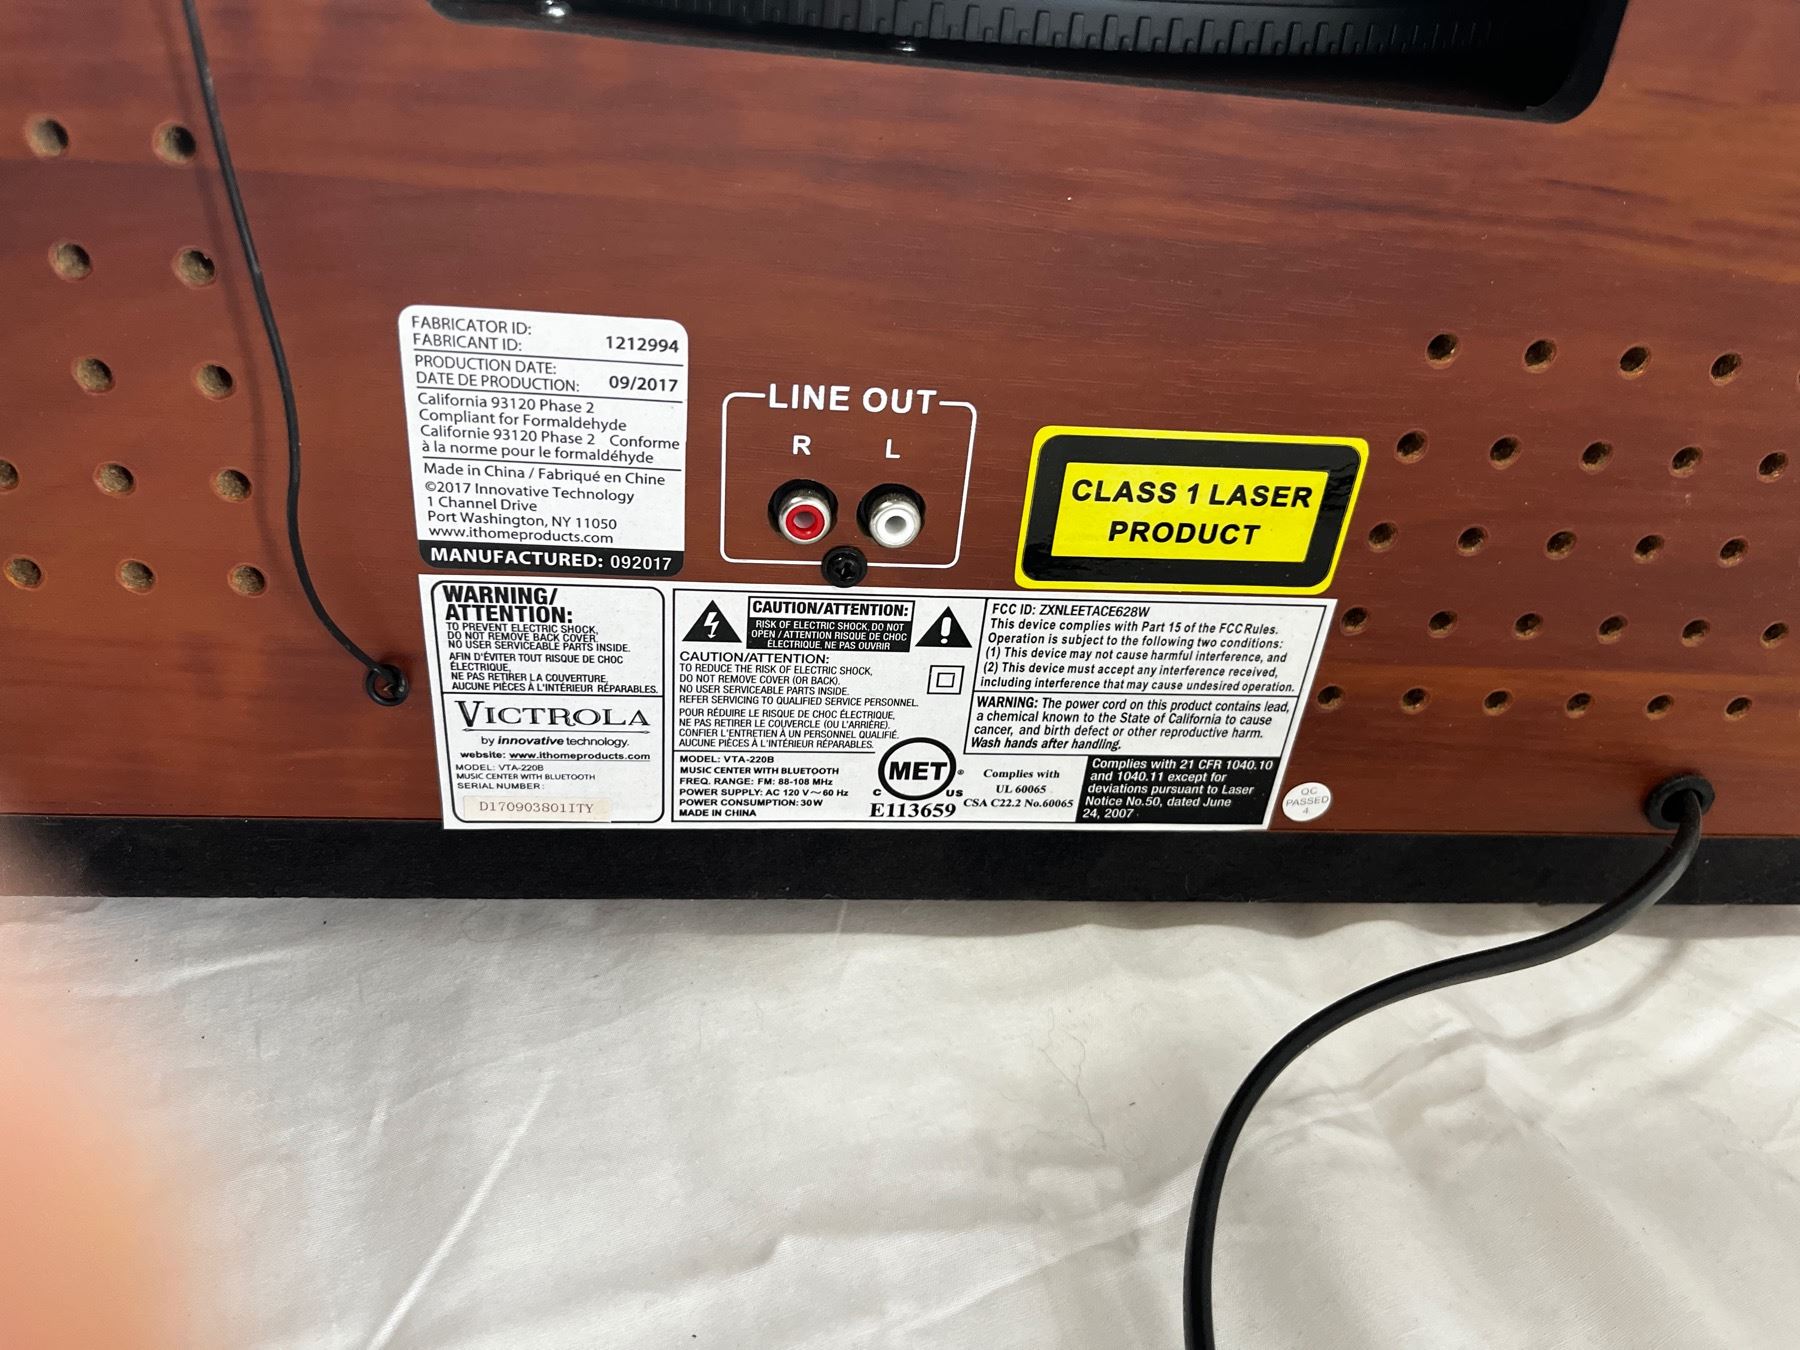 FABRICATOR ID:
FABRICANT ID: 1212994
PRODUCTION DATE:
DATE DE PRODUCTION: 09/2017
California 93120 Phase 2
Compliant for Formaldehyde
Californie 93120 Phase 2 Conforme
à la norme pour le formaldéhyde
Made in China / Fabriqué en Chine
©2017 Innovative Technology
1 Channel Drive
Port Washington, NY 11050
www.ithomeproducts.com
MANUFACTURED: 092017
LINE OUT
R L
CLASS 1 LASER
PRODUCT
WARNING/
ATTENTION:
TO PREVENT ELECTRIC SHOCK,
DO NOT REMOVE BACK COVER.
NO USER SERVICEABLE PARTS INSIDE.
AFIN D'ÉVITER TOUT RISQUE DE CHOC
ÉLECTRIQUE,
NE PAS RETIRER LA COUVERTURE,
AUCUNE PIÈCES À L'INTÉRIEUR RÉPARABLES.
VICTROLA
by innovative technology.
website: www.ithomeproducts.com
MODEL: VTA-220B
MUSIC CENTER WITH BLUETOOTH
SERIAL NUMBER:
D170903801ITY
CAUTION/ATTENTION:
RISK OF ELECTRIC SHOCK, DO NOT
OPEN / ATTENTION RISQUE DE CHOC
ÉLECTRIQUE, NE PAS OUVRIR
CAUTION/ATTENTION:
TO REDUCE THE RISK OF ELECTRIC SHOCK,
DO NOT REMOVE COVER (OR BACK).
NO USER SERVICEABLE PARTS INSIDE.
REFER SERVICING TO QUALIFIED SERVICE PERSONNEL.
POUR RÉDUIRE LE RISQUE DE CHOC ÉLECTRIQUE,
NE PAS RETIRER LE COUVERCLE (OU L'ARRIÈRE).
CONFIER L'ENTRETIEN À UN PERSONNEL QUALIFIÉ.
AUCUNE PIÈCES À L'INTÉRIEUR RÉPARABLES.
MODEL: VTA-220B
MUSIC CENTER WITH BLUETOOTH
FREQ. RANGE: FM: 88-108 MHz
POWER SUPPLY: AC 120 V～60 Hz
POWER CONSUMPTION: 30W
MADE IN CHINA
MET
C US
E113659
Complies with
UL 60065
CSA C22.2 No.60065
FCC ID: ZXNLEETACE628W
This device complies with Part 15 of the FCC Rules.
Operation is subject to the following two conditions:
(1) This device may not cause harmful interference, and
(2) This device must accept any interference received,
including interference that may cause undesired operation.
WARNING: The power cord on this product contains lead,
a chemical known to the State of California to cause
cancer, and birth defect or other reproductive harm.
Wash hands after handling.
Complies with 21 CFR 1040.10
and 1040.11 except for
deviations pursuant to Laser
Notice No.50, dated June
24, 2007
QC
PASSED
4